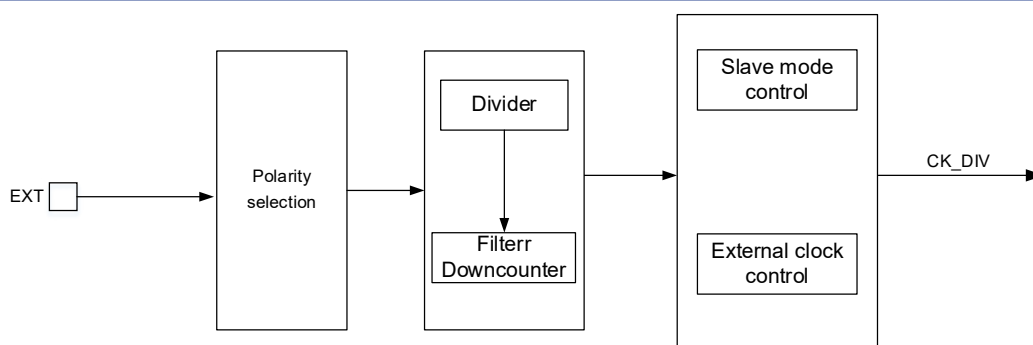 EXT
Polarity
selection
Divider
Filterr
Downcounter
Slave mode
control
External clock
control
CK_DIV